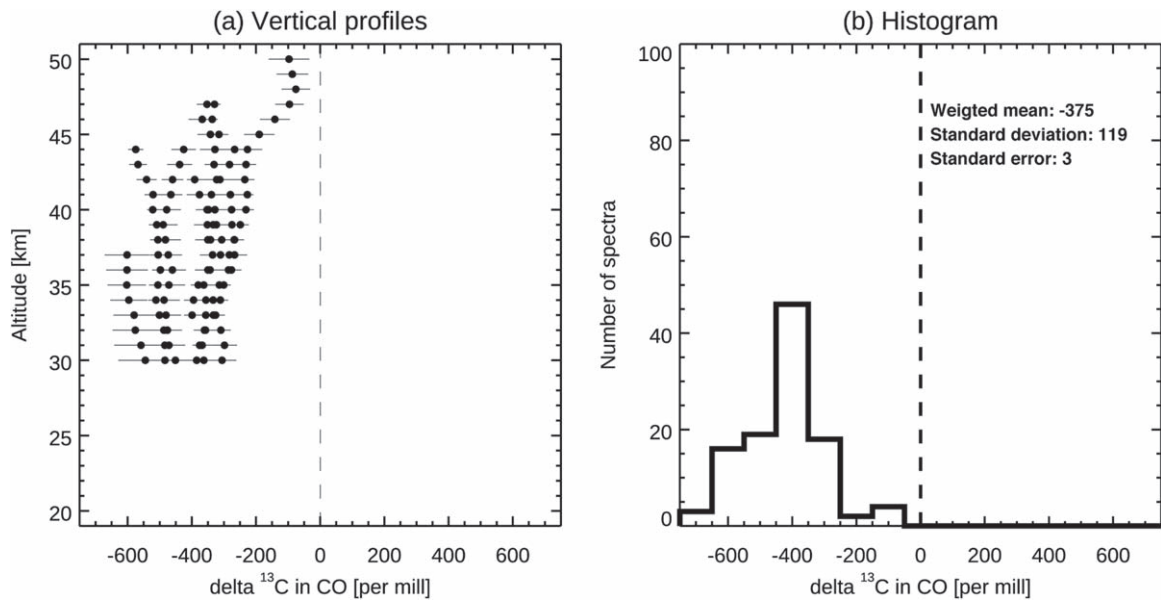 (a) Vertical profiles
50
45
40
35
30
25
20
Altitude [km]
-600 -400 -200 0 200 400 600
delta ¹³C in CO [per mill]
(b) Histogram
100
80
60
40
20
0
Number of spectra
Weigted mean: -375
Standard deviation: 119
Standard error: 3
-600 -400 -200 0 200 400 600
delta ¹³C in CO [per mill]